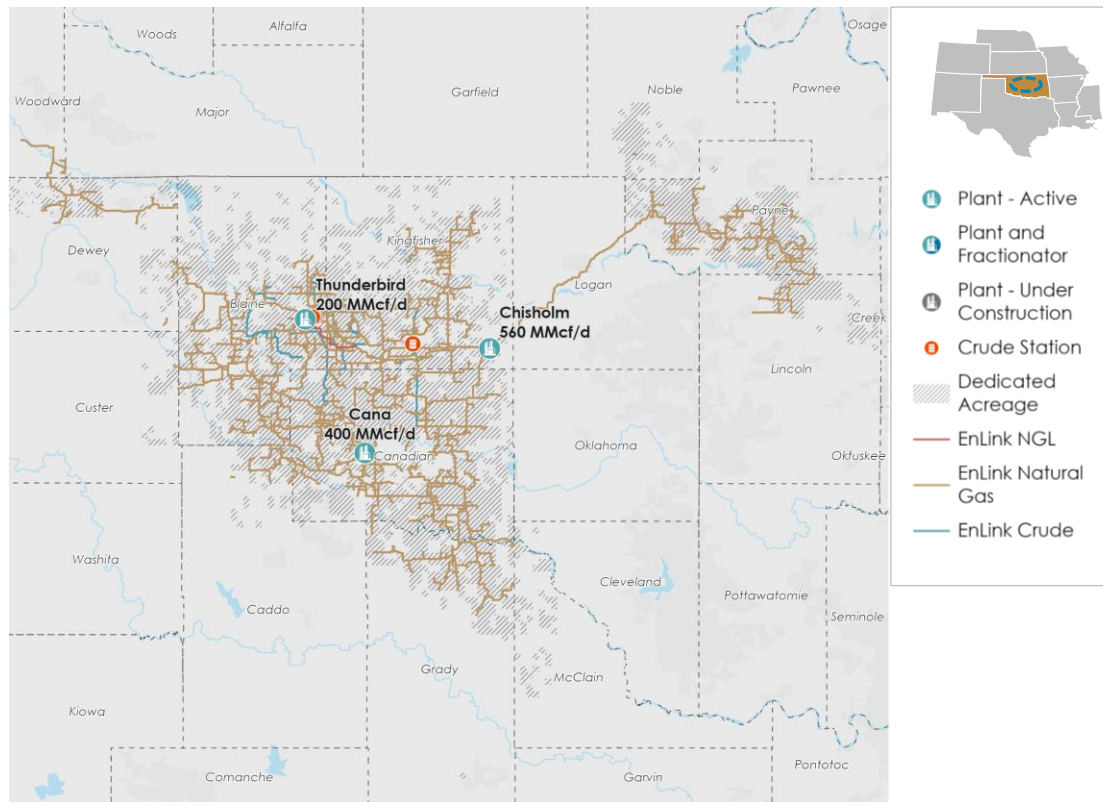 Woods
Alfalfa
Osage
Woodward
Major
Garfield
Noble
Pawnee
Dewey
Kingfisher
Payne
Logan
Blaine
Thunderbird
200 MMcf/d
Chisholm
560 MMcf/d
Creek
Lincoln
Custer
Cana
400 MMcf/d
Canadian
Oklahoma
Okfuskee
Washita
Caddo
Cleveland
Pottawatomie
Seminole
Grady
McClain
Kiowa
Comanche
Garvin
Pontotoc
Plant - Active
Plant and
Fractionator
Plant - Under
Construction
Crude Station
Dedicated
Acreage
EnLink NGL
EnLink Natural
Gas
EnLink Crude